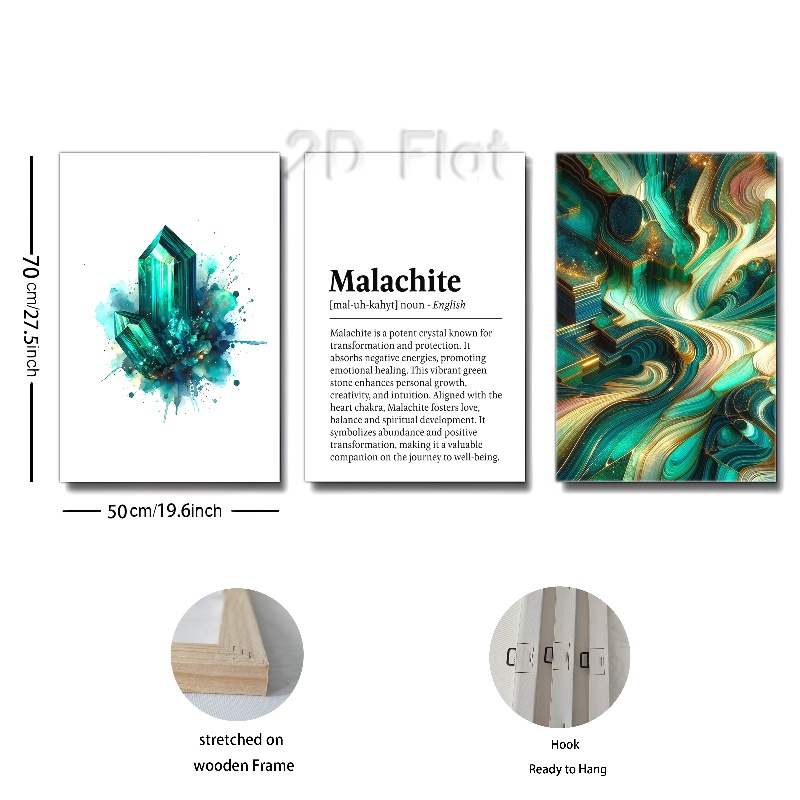 2D Flat
70 cm/27.5inch
Malachite
[mal-uh-kahyt] noun - English
Malachite is a potent crystal known for
transformation and protection. It
absorbs negative energies, promoting
emotional healing. This vibrant green
stone enhances personal growth,
creativity, and intuition. Aligned with the
heart chakra, Malachite fosters love,
balance and spiritual development. It
symbolizes abundance and positive
transformation, making it a valuable
companion on the journey to well-being.
50cm/19.6inch
stretched on
wooden Frame
Hook
Ready to Hang